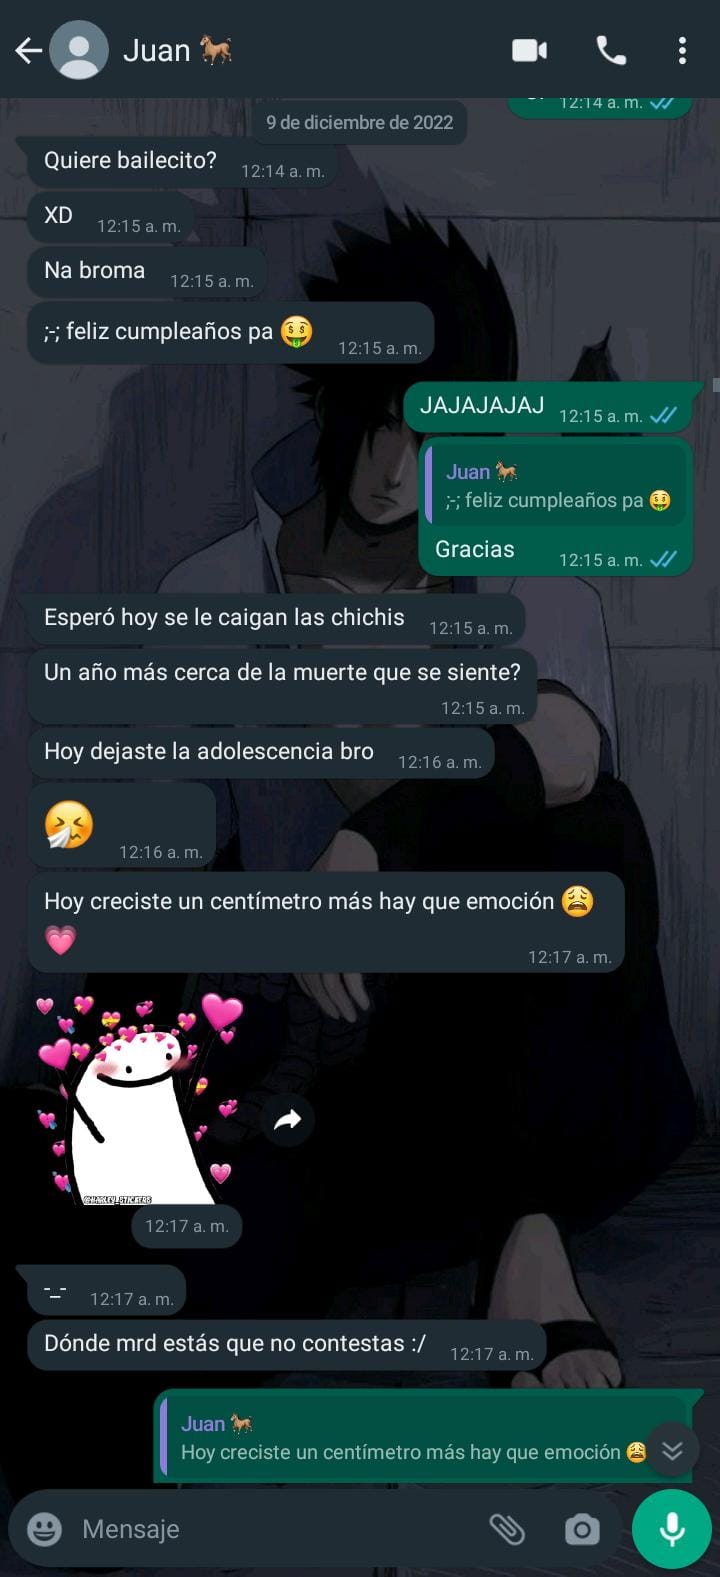 Juan 🐎
12:14 a. m.
9 de diciembre de 2022
Quiere bailecito? 12:14 a. m.
XD 12:15 a. m.
Na broma 12:15 a. m.
;-; feliz cumpleaños pa 🤑 12:15 a. m.
JAJAJAJAJ 12:15 a. m.
Juan 🐎
;-; feliz cumpleaños pa 🤑
Gracias 12:15 a. m.
Esperó hoy se le caigan las chichis 12:15 a. m.
Un año más cerca de la muerte que se siente?
12:15 a. m.
Hoy dejaste la adolescencia bro 12:16 a. m.
🤧
12:16 a. m.
Hoy creciste un centímetro más hay que emoción 😩
💗 12:17 a. m.
@HARLEY_STICKERS
12:17 a. m.
-_- 12:17 a. m.
Dónde mrd estás que no contestas :/ 12:17 a. m.
Juan 🐎
Hoy creciste un centímetro más hay que emoción 😩
Mensaje